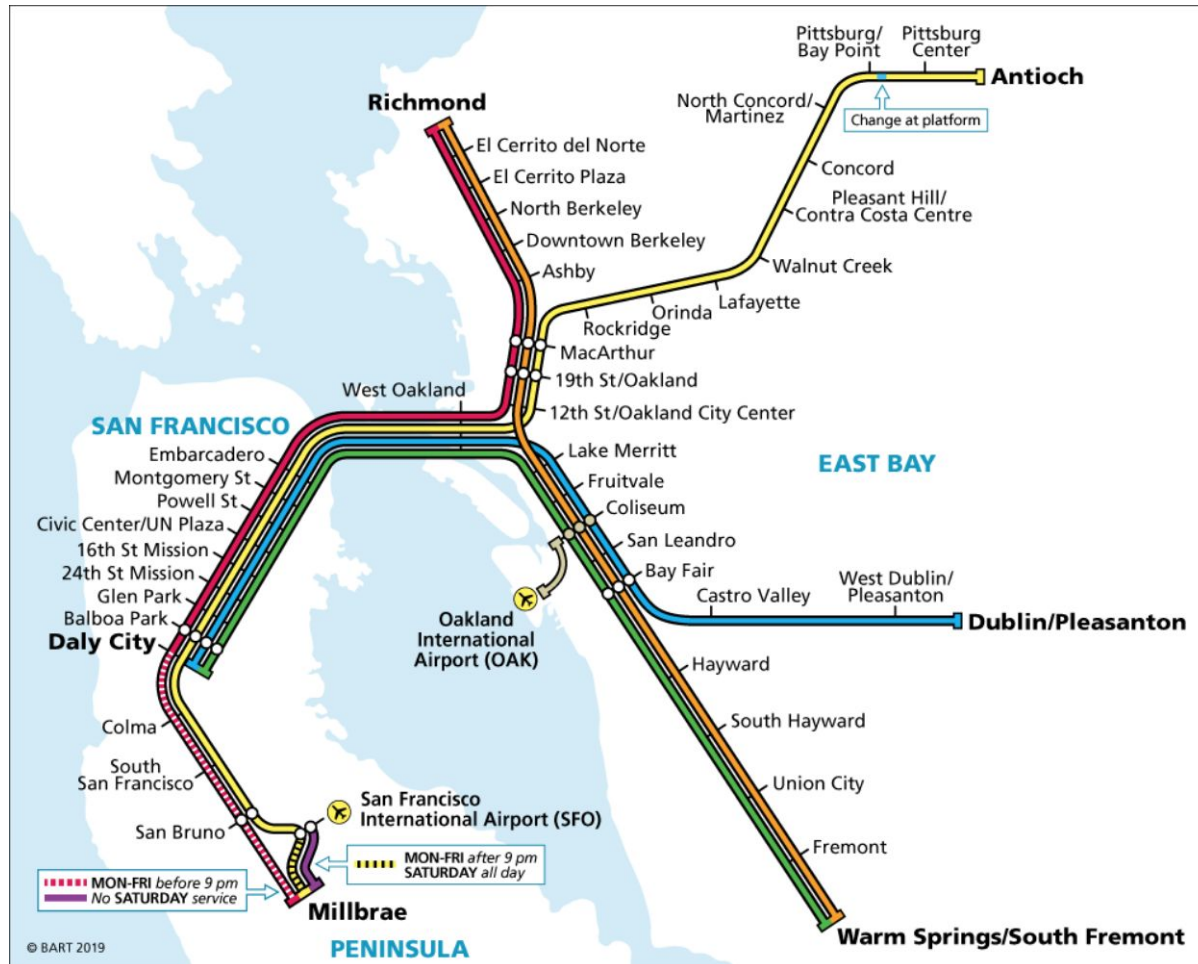 Pittsburg/
Bay Point
Pittsburg
Center
Antioch
Richmond
North Concord/
Martinez
Change at platform
El Cerrito del Norte
Concord
El Cerrito Plaza
Pleasant Hill/
Contra Costa Centre
North Berkeley
Downtown Berkeley
Walnut Creek
Ashby
Lafayette
Orinda
Rockridge
MacArthur
West Oakland
19th St/Oakland
12th St/Oakland City Center
SAN FRANCISCO
Embarcadero
Lake Merritt
EAST BAY
Montgomery St
Fruitvale
Powell St
Coliseum
Civic Center/UN Plaza
San Leandro
16th St Mission
Bay Fair
24th St Mission
Castro Valley
West Dublin/
Pleasanton
Glen Park
Balboa Park
Daly City
Oakland
International
Airport (OAK)
Dublin/Pleasanton
Hayward
Colma
South Hayward
South
San Francisco
Union City
San Francisco
International Airport (SFO)
San Bruno
Fremont
MON-FRI after 9 pm
SATURDAY all day
MON-FRI before 9 pm
No SATURDAY service
Millbrae
Warm Springs/South Fremont
© BART 2019
PENINSULA